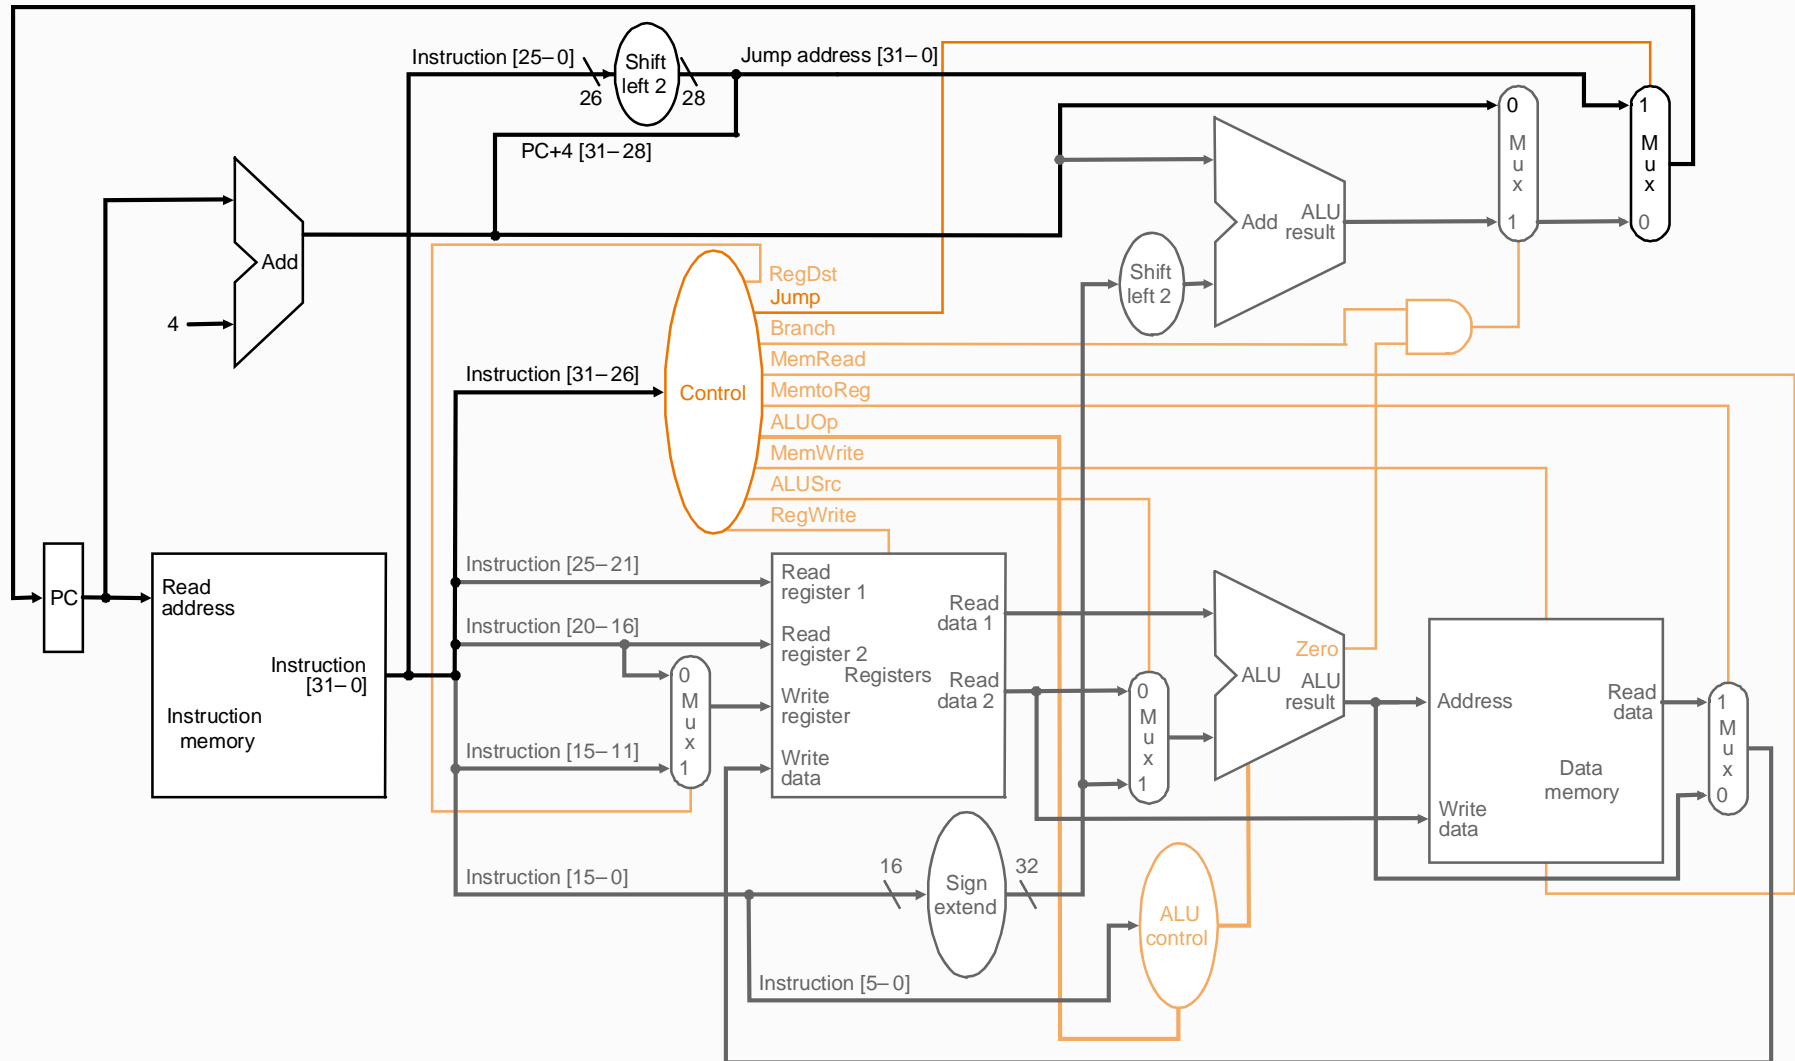 Instruction [25–0]
Shift
left 2
Jump address [31–0]
26
28
PC+4 [31–28]
0
M
u
x
1
1
M
u
x
0
Add
4
Add
ALU
result
Shift
left 2
RegDst
Jump
Branch
MemRead
MemtoReg
ALUOp
MemWrite
ALUSrc
RegWrite
Instruction [31–26]
Control
PC
Read
address
Instruction
[31–0]
Instruction
memory
Instruction [25–21]
Instruction [20–16]
Instruction [15–11]
0
M
u
x
1
Read
register 1
Read
register 2
Write
register
Write
data
Registers
Read
data 1
Read
data 2
0
M
u
x
1
Zero
ALU
ALU
result
Address
Read
data
Data
memory
Write
data
1
M
u
x
0
Instruction [15–0]
16
Sign
extend
32
ALU
control
Instruction [5–0]